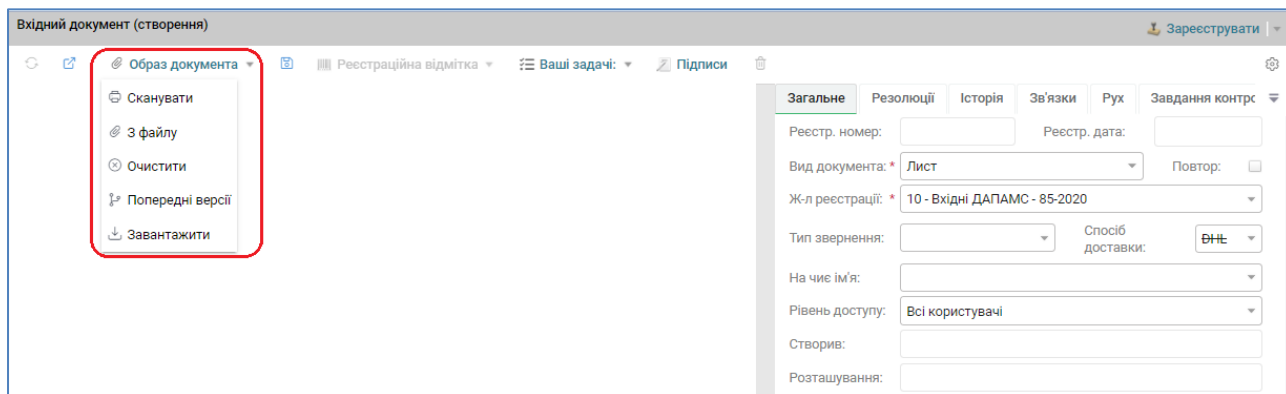 Вхідний документ (створення)
Зареєструвати
Образ документа
Реєстраційна відмітка
Ваші задачі:
Підписи
Сканувати
З файлу
Очистити
Попередні версії
Завантажити
Загальне Резолюції Історія Зв'язки Рух Завдання контрс
Реєстр. номер: Реєстр. дата:
Вид документа: * Лист Повтор:
Ж-л реєстрації: * 10 - Вхідні ДАПАМС - 85-2020
Тип звернення: Спосіб доставки: DHL
На чиє ім'я:
Рівень доступу: Всі користувачі
Створив:
Розташування: